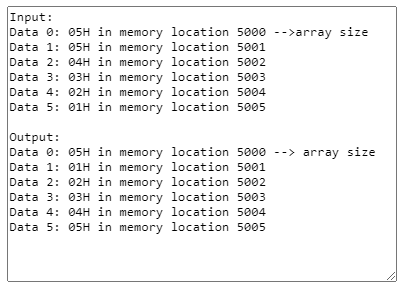 Input:
Data 0: 05H in memory location 5000 -->array size
Data 1: 05H in memory location 5001
Data 2: 04H in memory location 5002
Data 3: 03H in memory location 5003
Data 4: 02H in memory location 5004
Data 5: 01H in memory location 5005

Output:
Data 0: 05H in memory location 5000 --> array size
Data 1: 01H in memory location 5001
Data 2: 02H in memory location 5002
Data 3: 03H in memory location 5003
Data 4: 04H in memory location 5004
Data 5: 05H in memory location 5005